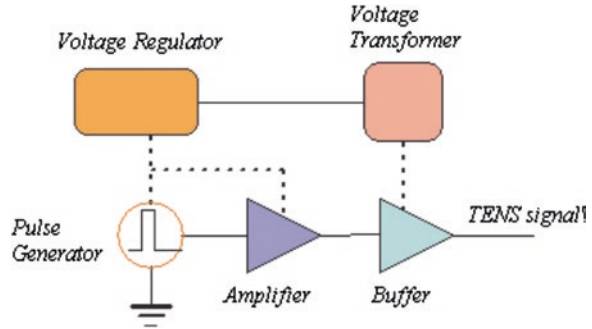 Voltage Regulator
Voltage
Transformer
Pulse
Generator
Amplifier
Buffer
TENS signal